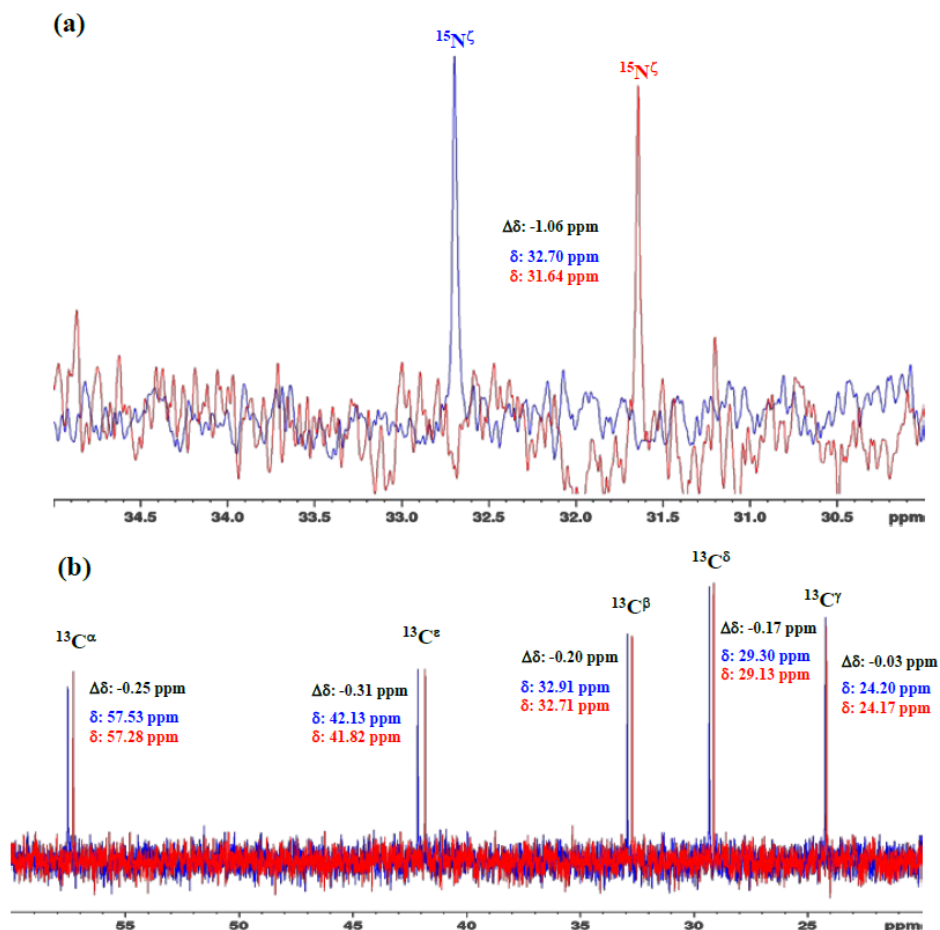 (a)
¹⁵Nᶻ
¹⁵Nᶻ
Δδ: -1.06 ppm
δ: 32.70 ppm
δ: 31.64 ppm
34.5 34.0 33.5 33.0 32.5 32.0 31.5 31.0 30.5 ppm
(b)
¹³Cᵅ
Δδ: -0.25 ppm
δ: 57.53 ppm
δ: 57.28 ppm
¹³Cᵋ
Δδ: -0.31 ppm
δ: 42.13 ppm
δ: 41.82 ppm
¹³Cᵝ
Δδ: -0.20 ppm
δ: 32.91 ppm
δ: 32.71 ppm
¹³Cᵟ
Δδ: -0.17 ppm
δ: 29.30 ppm
δ: 29.13 ppm
¹³Cᵞ
Δδ: -0.03 ppm
δ: 24.20 ppm
δ: 24.17 ppm
55 50 45 40 35 30 25 ppm